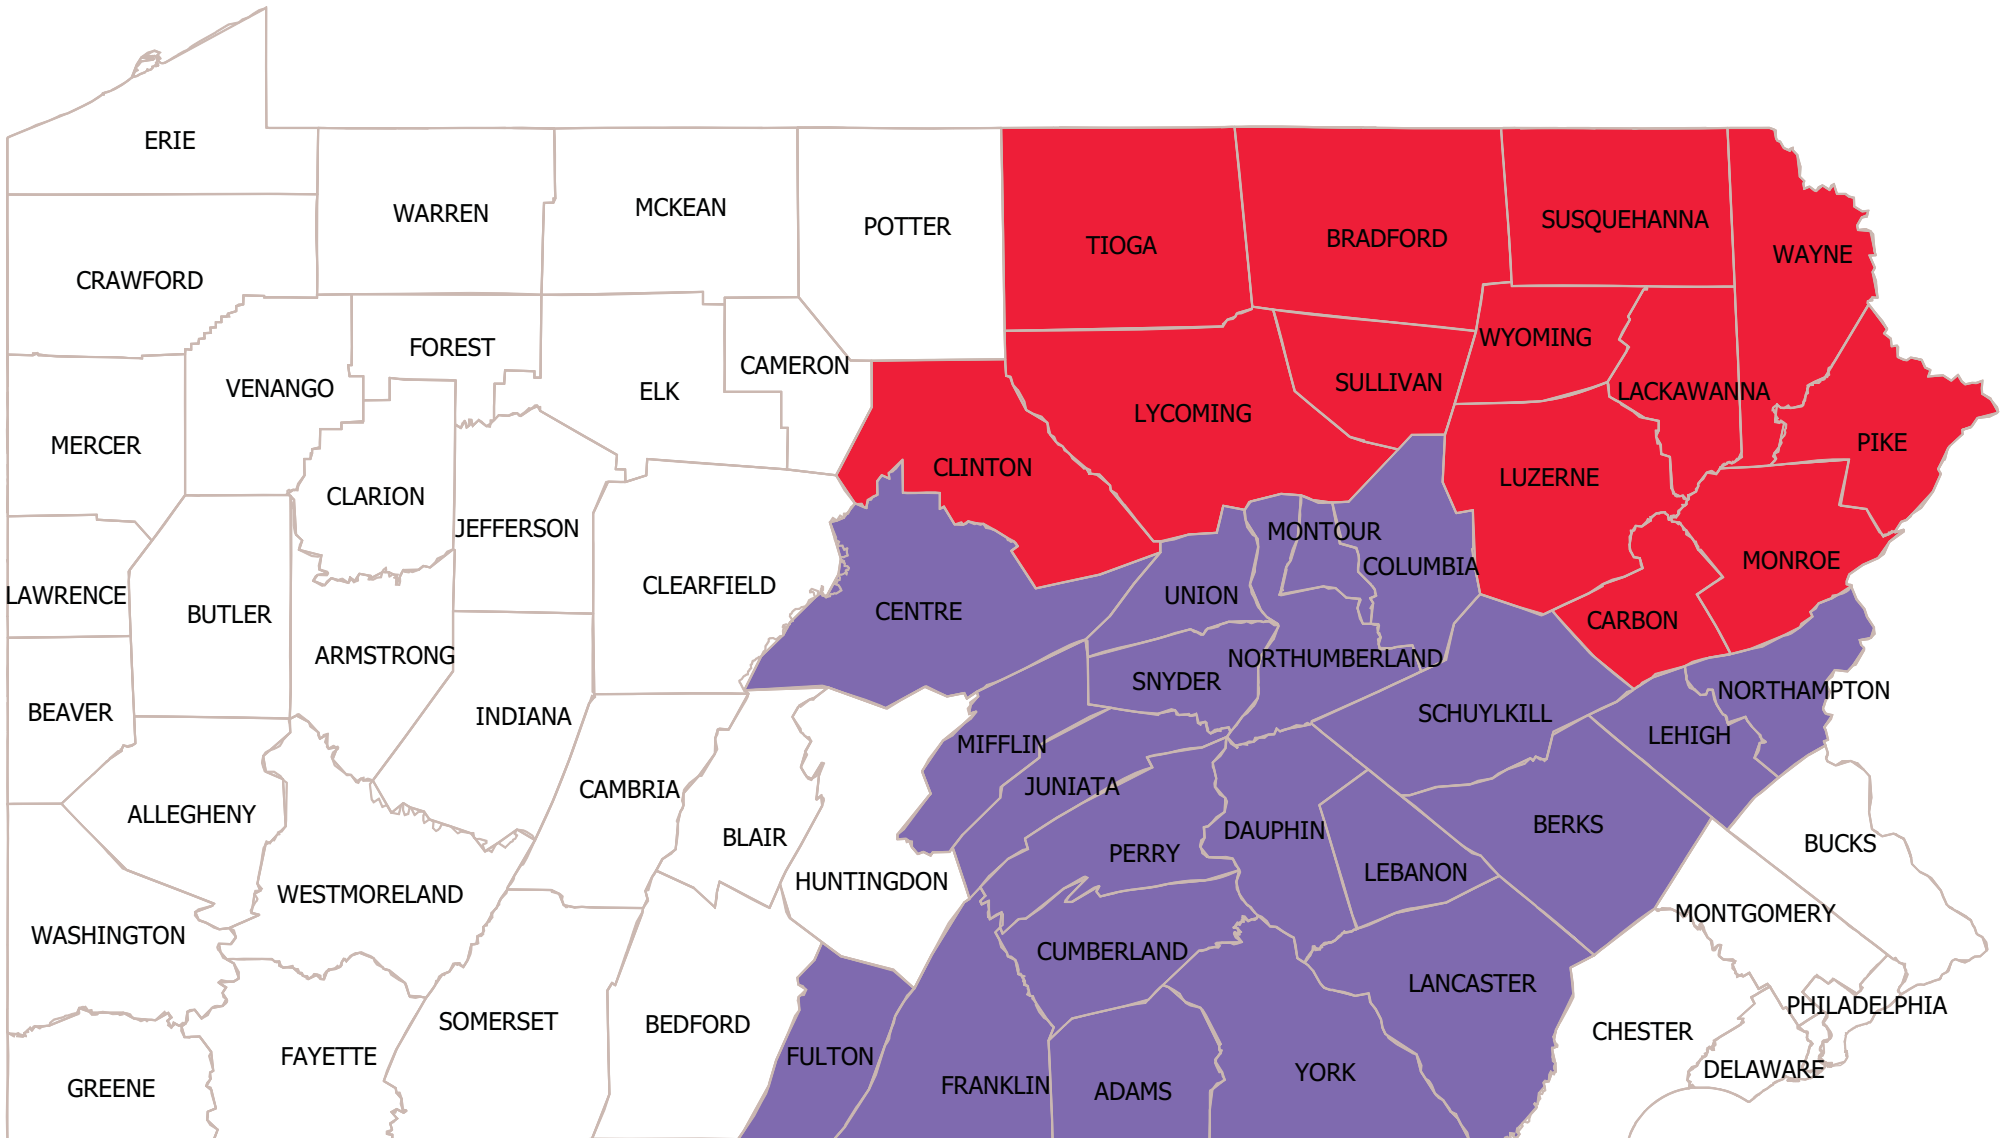 ERIE
WARREN
MCKEAN
POTTER
TIOGA
BRADFORD
SUSQUEHANNA
WAYNE
CRAWFORD
FOREST
CAMERON
WYOMING
VENANGO
ELK
SULLIVAN
LACKAWANNA
LYCOMING
MERCER
PIKE
CLINTON
LUZERNE
CLARION
JEFFERSON
MONTOUR
COLUMBIA
MONROE
CLEARFIELD
LAWRENCE
UNION
BUTLER
CENTRE
CARBON
ARMSTRONG
NORTHUMBERLAND
SNYDER
NORTHAMPTON
BEAVER
INDIANA
SCHUYLKILL
LEHIGH
MIFFLIN
JUNIATA
CAMBRIA
ALLEGHENY
BLAIR
DAUPHIN
BERKS
BUCKS
PERRY
LEBANON
HUNTINGDON
WESTMORELAND
MONTGOMERY
WASHINGTON
CUMBERLAND
LANCASTER
PHILADELPHIA
SOMERSET
BEDFORD
CHESTER
FAYETTE
FULTON
DELAWARE
YORK
GREENE
FRANKLIN
ADAMS